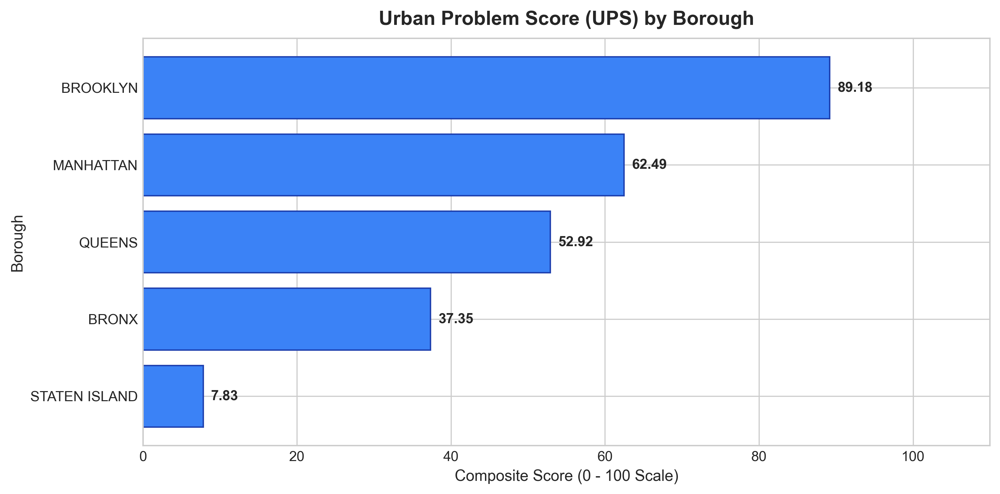 Urban Problem Score (UPS) by Borough
BROOKLYN
89.18
MANHATTAN
62.49
QUEENS
52.92
BRONX
37.35
STATEN ISLAND
7.83
Borough
0 20 40 60 80 100
Composite Score (0 - 100 Scale)